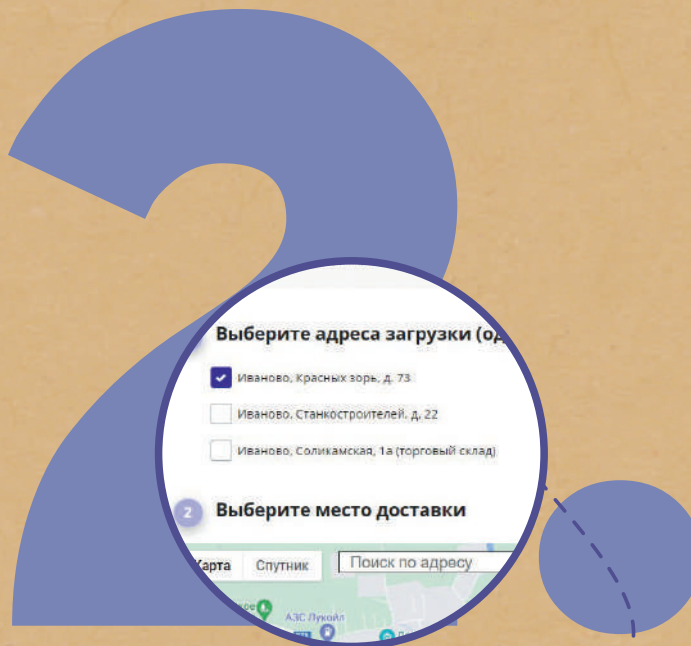 2.
Выберите адреса загрузки (од
Иваново, Красных зорь, д. 73
Иваново, Станкостроителей, д. 22
Иваново, Соликамская, 1а (торговый склад)
2 Выберите место доставки
Карта Спутник Поиск по адресу
АЗС Лукойл